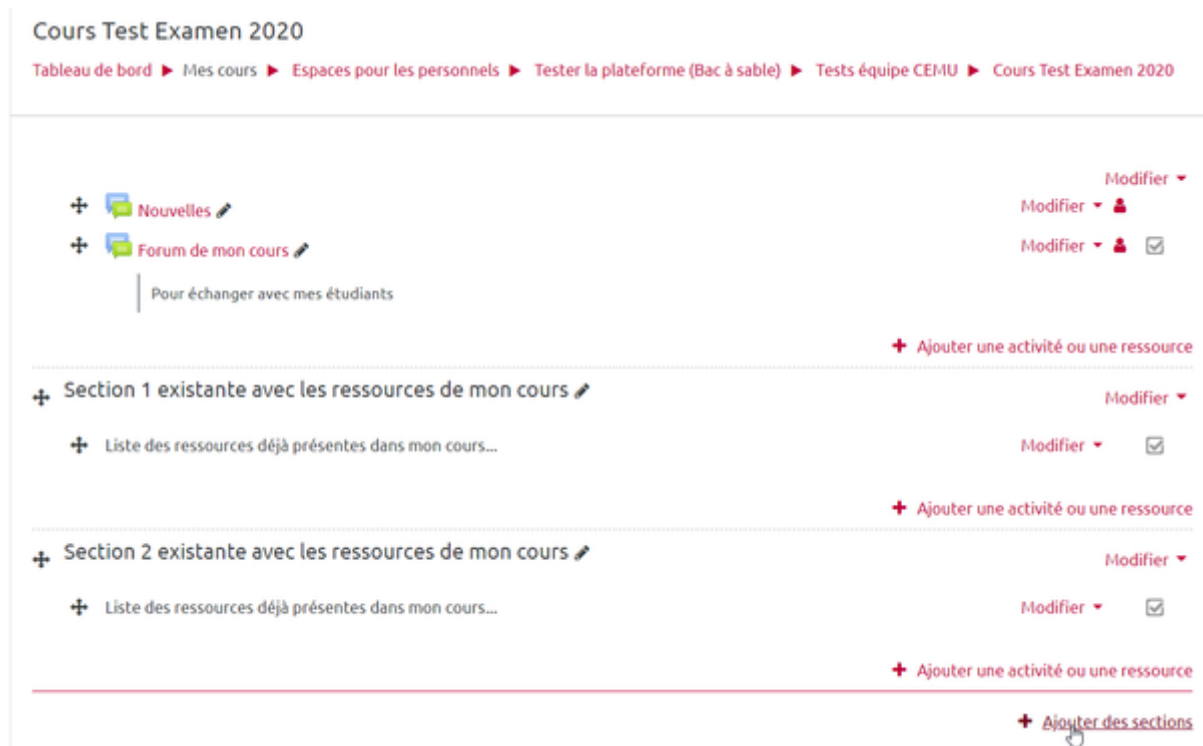 Cours Test Examen 2020
Tableau de bord ► Mes cours ► Espaces pour les personnels ► Tester la plateforme (Bac à sable) ► Tests équipe CEMU ► Cours Test Examen 2020
Modifier
Nouvelles Modifier
Forum de mon cours Modifier
Pour échanger avec mes étudiants
+ Ajouter une activité ou une ressource
Section 1 existante avec les ressources de mon cours Modifier
Liste des ressources déjà présentes dans mon cours... Modifier
+ Ajouter une activité ou une ressource
Section 2 existante avec les ressources de mon cours Modifier
Liste des ressources déjà présentes dans mon cours... Modifier
+ Ajouter une activité ou une ressource
+ Ajouter des sections